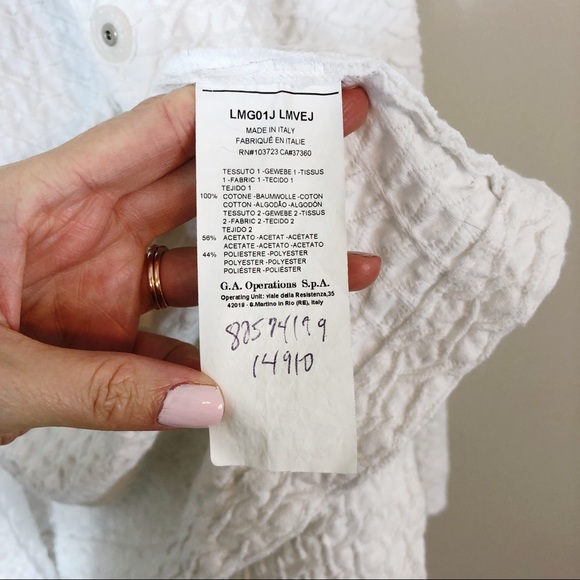 LMG01J LMVEJ
MADE IN ITALY
FABRIQUÉ EN ITALIE
RN#103723 CA#37360
TESSUTO 1 -GEWEBE 1 -TISSUS
1 -FABRIC 1 -TECIDO 1
TEJIDO 1
100% COTONE -BAUMWOLLE -COTON
COTTON -ALGODÃO -ALGODÓN
TESSUTO 2 -GEWEBE 2 -TISSUS
2 -FABRIC 2 -TECIDO 2
TEJIDO 2
56% ACETATO -ACETAT -ACÉTATE
ACETATE -ACETATO -ACETATO
44% POLIESTERE -POLYESTER
POLYESTER -POLYESTER
POLIÉSTER -POLIÉSTER
G.A. Operations S.p.A.
Operating Unit: viale della Resistenza,35
42018 - S.Martino in Rio (RE), Italy
82574199
14910